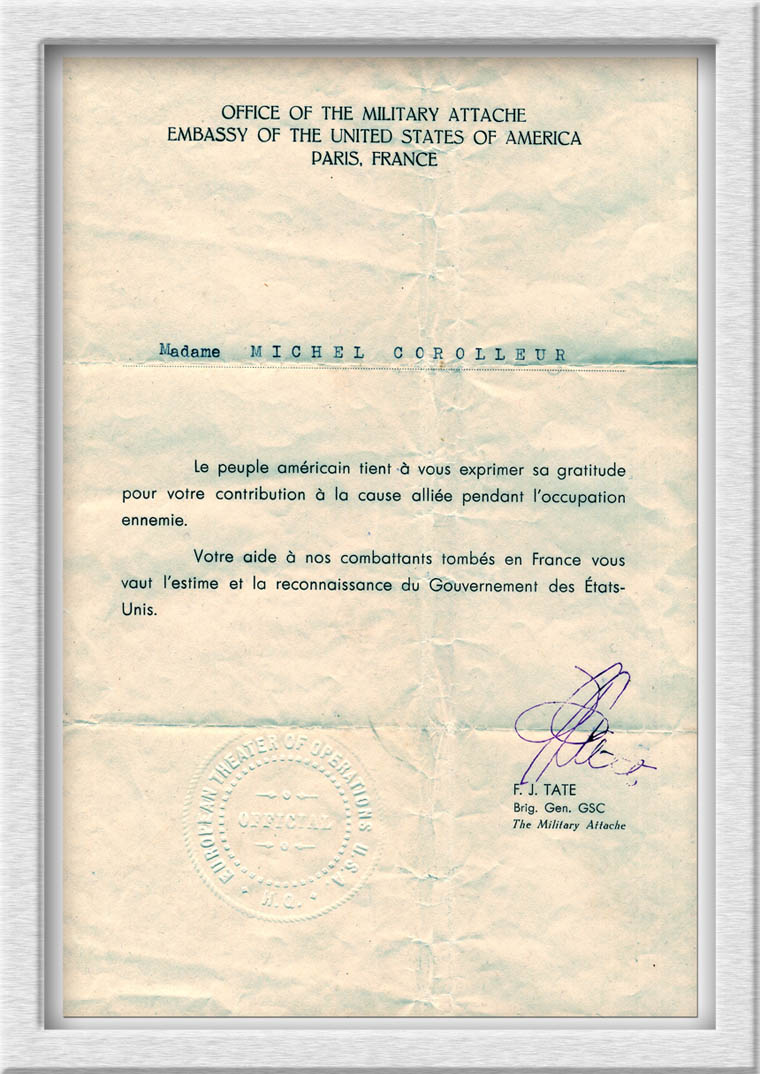 OFFICE OF THE MILITARY ATTACHE
EMBASSY OF THE UNITED STATES OF AMERICA
PARIS, FRANCE
Madame MICHEL COROLLEUR
Le peuple américain tient à vous exprimer sa gratitude
pour votre contribution à la cause alliée pendant l'occupation
ennemie.
Votre aide à nos combattants tombés en France vous
vaut l'estime et la reconnaissance du Gouvernement des États-
Unis.
F. J. TATE
Brig. Gen. GSC
The Military Attache
EUROPEAN THEATER OF OPERATIONS U.S.A.
OFFICIAL
H.Q.